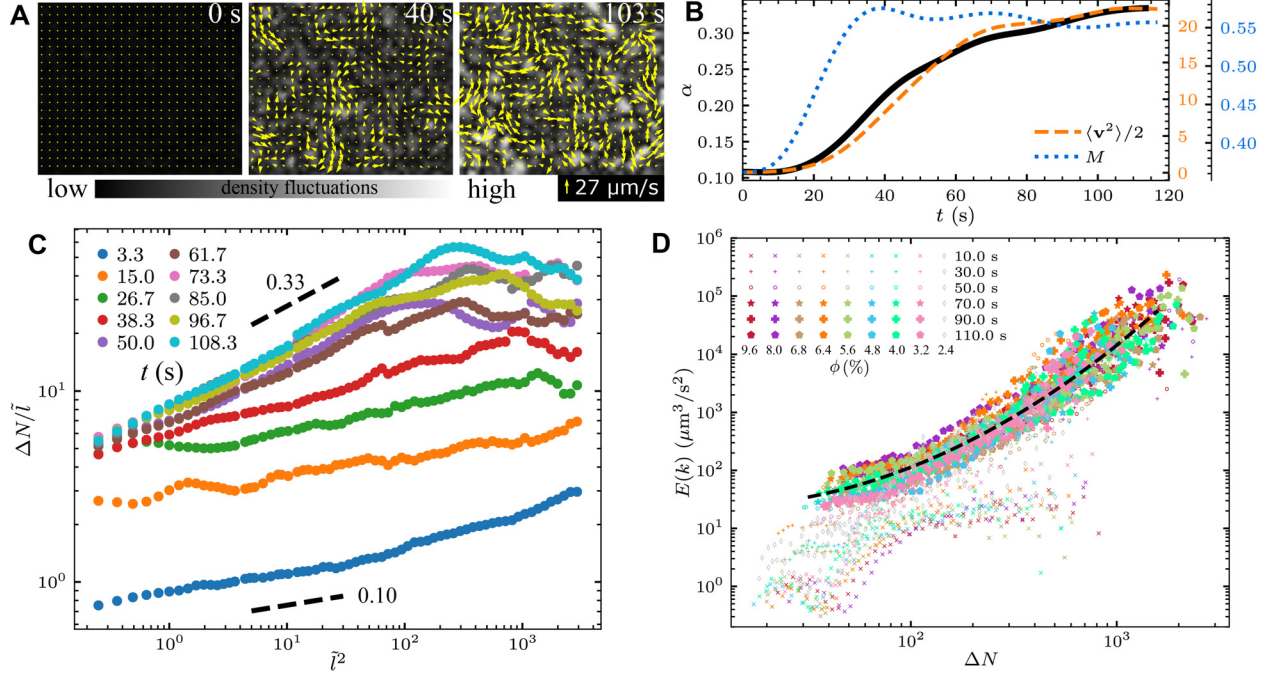 A
0 s
40 s
103 s
low
density fluctuations
high
27 μm/s
B
0.30
0.25
0.20
0.15
0.10
α
0
20
40
60
80
100
120
t (s)
⟨v²⟩/2
M
20
15
10
5
0
0.55
0.50
0.45
0.40
C
ΔN/l̃
10¹
10⁰
3.3
15.0
26.7
38.3
50.0
61.7
73.3
85.0
96.7
108.3
t (s)
0.33
0.10
10⁰
10¹
10²
10³
l̃²
D
E(k) (μm³/s²)
10⁶
10⁵
10⁴
10³
10²
10¹
10⁰
10.0 s
30.0 s
50.0 s
70.0 s
90.0 s
110.0 s
9.6 8.0 6.8 6.4 5.6 4.8 4.0 3.2 2.4
ϕ(%)
10²
10³
ΔN